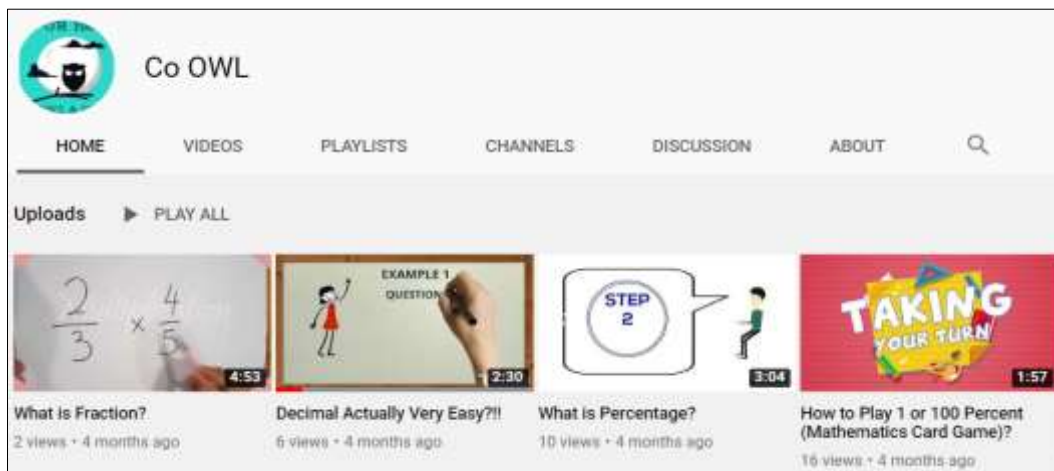 Co OWL
HOME VIDEOS PLAYLISTS CHANNELS DISCUSSION ABOUT
Uploads PLAY ALL
2/3 x 4/5
4:53
EXAMPLE 1
QUESTION
2:30
STEP
2
3:04
TAKING
YOUR TURN
1:57
What is Fraction?
2 views • 4 months ago
Decimal Actually Very Easy?!!
6 views • 4 months ago
What is Percentage?
10 views • 4 months ago
How to Play 1 or 100 Percent
(Mathematics Card Game)?
16 views • 4 months ago